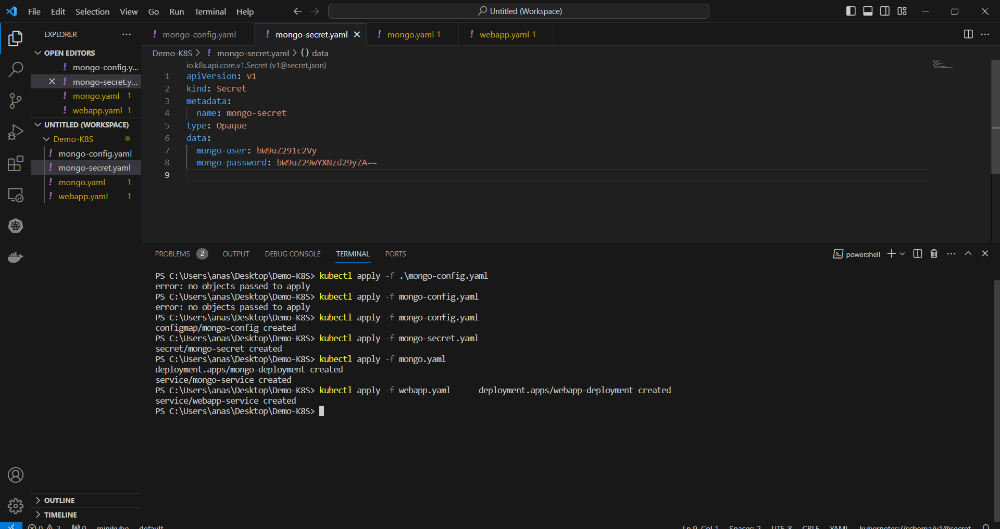 File Edit Selection View Go Run Terminal Help
Untitled (Workspace)
EXPLORER
OPEN EDITORS
mongo-config.y...
mongo-secret.y...
mongo.yaml 1
webapp.yaml 1
UNTITLED (WORKSPACE)
Demo-K8S
mongo-config.yaml
mongo-secret.yaml
mongo.yaml 1
webapp.yaml 1
OUTLINE
TIMELINE
! mongo-config.yaml ! mongo-secret.yaml ! mongo.yaml 1 ! webapp.yaml 1
Demo-K8S > ! mongo-secret.yaml > {} data
io.k8s.api.core.v1.Secret (v1@secret.json)
1 apiVersion: v1
2 kind: Secret
3 metadata:
4 name: mongo-secret
5 type: Opaque
6 data:
7 mongo-user: bW9uZ291c2Vy
8 mongo-password: bW9uZ29wYXNzd29yZA==
9
PROBLEMS 2 OUTPUT DEBUG CONSOLE TERMINAL PORTS
powershell
PS C:\Users\anas\Desktop\Demo-K8S> kubectl apply -f .\mongo-config.yaml
error: no objects passed to apply
PS C:\Users\anas\Desktop\Demo-K8S> kubectl apply -f mongo-config.yaml
error: no objects passed to apply
PS C:\Users\anas\Desktop\Demo-K8S> kubectl apply -f mongo-config.yaml
configmap/mongo-config created
PS C:\Users\anas\Desktop\Demo-K8S> kubectl apply -f mongo-secret.yaml
secret/mongo-secret created
PS C:\Users\anas\Desktop\Demo-K8S> kubectl apply -f mongo.yaml
deployment.apps/mongo-deployment created
service/mongo-service created
PS C:\Users\anas\Desktop\Demo-K8S> kubectl apply -f webapp.yaml deployment.apps/webapp-deployment created
service/webapp-service created
PS C:\Users\anas\Desktop\Demo-K8S>
0 2 0 minikube default Ln 9, Col 1 Spaces: 2 UTF-8 CRLF YAML kubernetes://schema/v1@secret